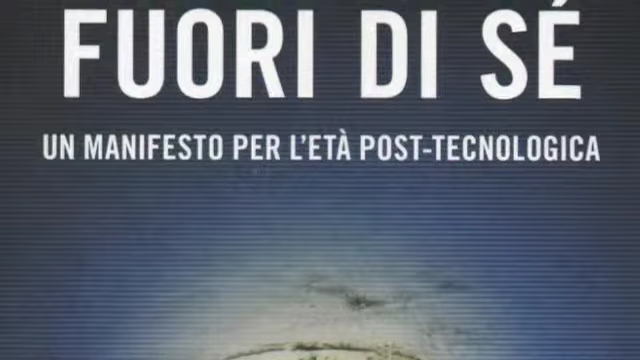 FUORI DI SÉ
UN MANIFESTO PER L'ETÀ POST-TECNOLOGICA